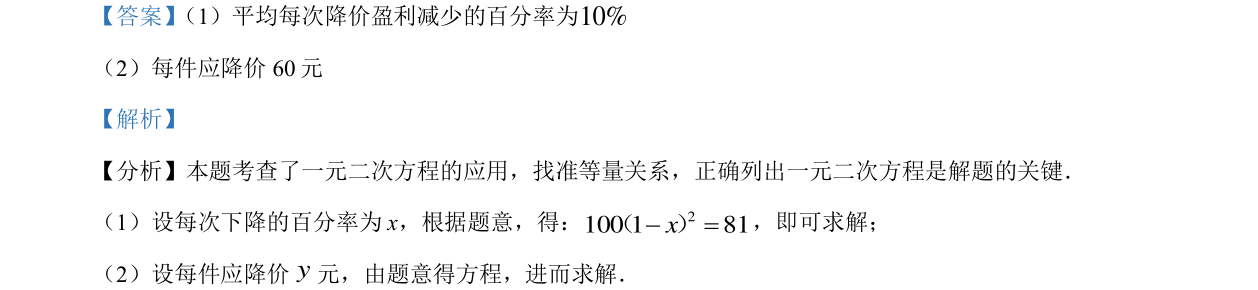 【答案】（1）平均每次降价盈利减少的百分率为10%
（2）每件应降价 60 元
【解析】
【分析】本题考查了一元二次方程的应用，找准等量关系，正确列出一元二次方程是解题的关键．
（1）设每次下降的百分率为 x，根据题意，得：100(1−x)²=81，即可求解；
（2）设每件应降价 y 元，由题意得方程，进而求解．